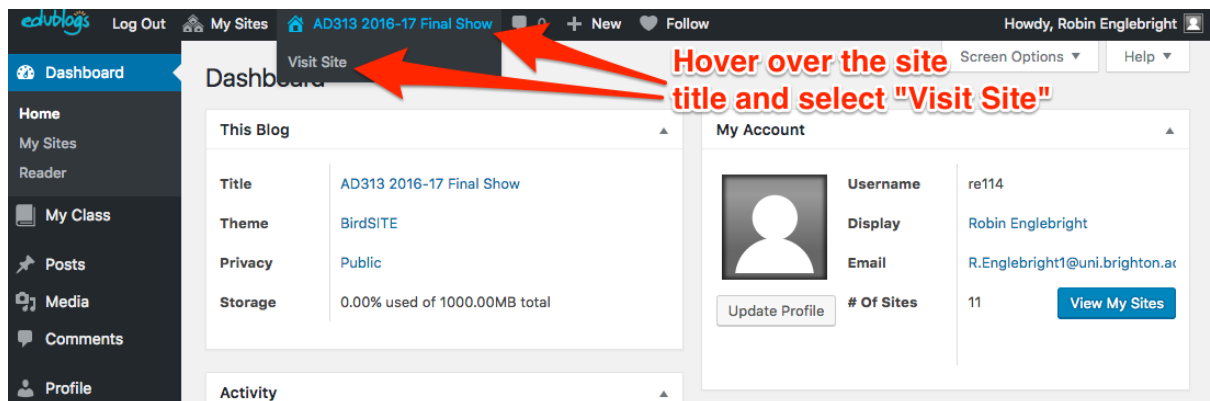 edublogs Log Out My Sites AD313 2016-17 Final Show 0 + New Follow Howdy, Robin Englebright
Visit Site
Hover over the site
title and select "Visit Site"
Screen Options ▼ Help ▼
Dashboard
Home
My Sites
Reader
My Class
Posts
Media
Comments
Profile
Dashboard
This Blog
Title AD313 2016-17 Final Show
Theme BirdSITE
Privacy Public
Storage 0.00% used of 1000.00MB total
Activity
My Account
Username re114
Display Robin Englebright
Email R.Englebright1@uni.brighton.ac
# Of Sites 11 View My Sites
Update Profile